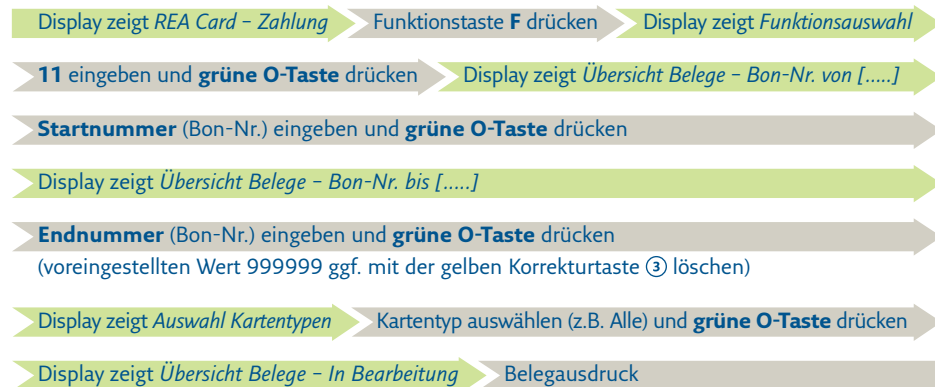 Display zeigt REA Card – Zahlung Funktionstaste F drücken Display zeigt Funktionsauswahl
11 eingeben und grüne O-Taste drücken Display zeigt Übersicht Belege – Bon-Nr. von [.....]
Startnummer (Bon-Nr.) eingeben und grüne O-Taste drücken
Display zeigt Übersicht Belege – Bon-Nr. bis [.....]
Endnummer (Bon-Nr.) eingeben und grüne O-Taste drücken
(voreingestellten Wert 999999 ggf. mit der gelben Korrekturtaste ③ löschen)
Display zeigt Auswahl Kartentypen Kartentyp auswählen (z.B. Alle) und grüne O-Taste drücken
Display zeigt Übersicht Belege – In Bearbeitung Belegausdruck